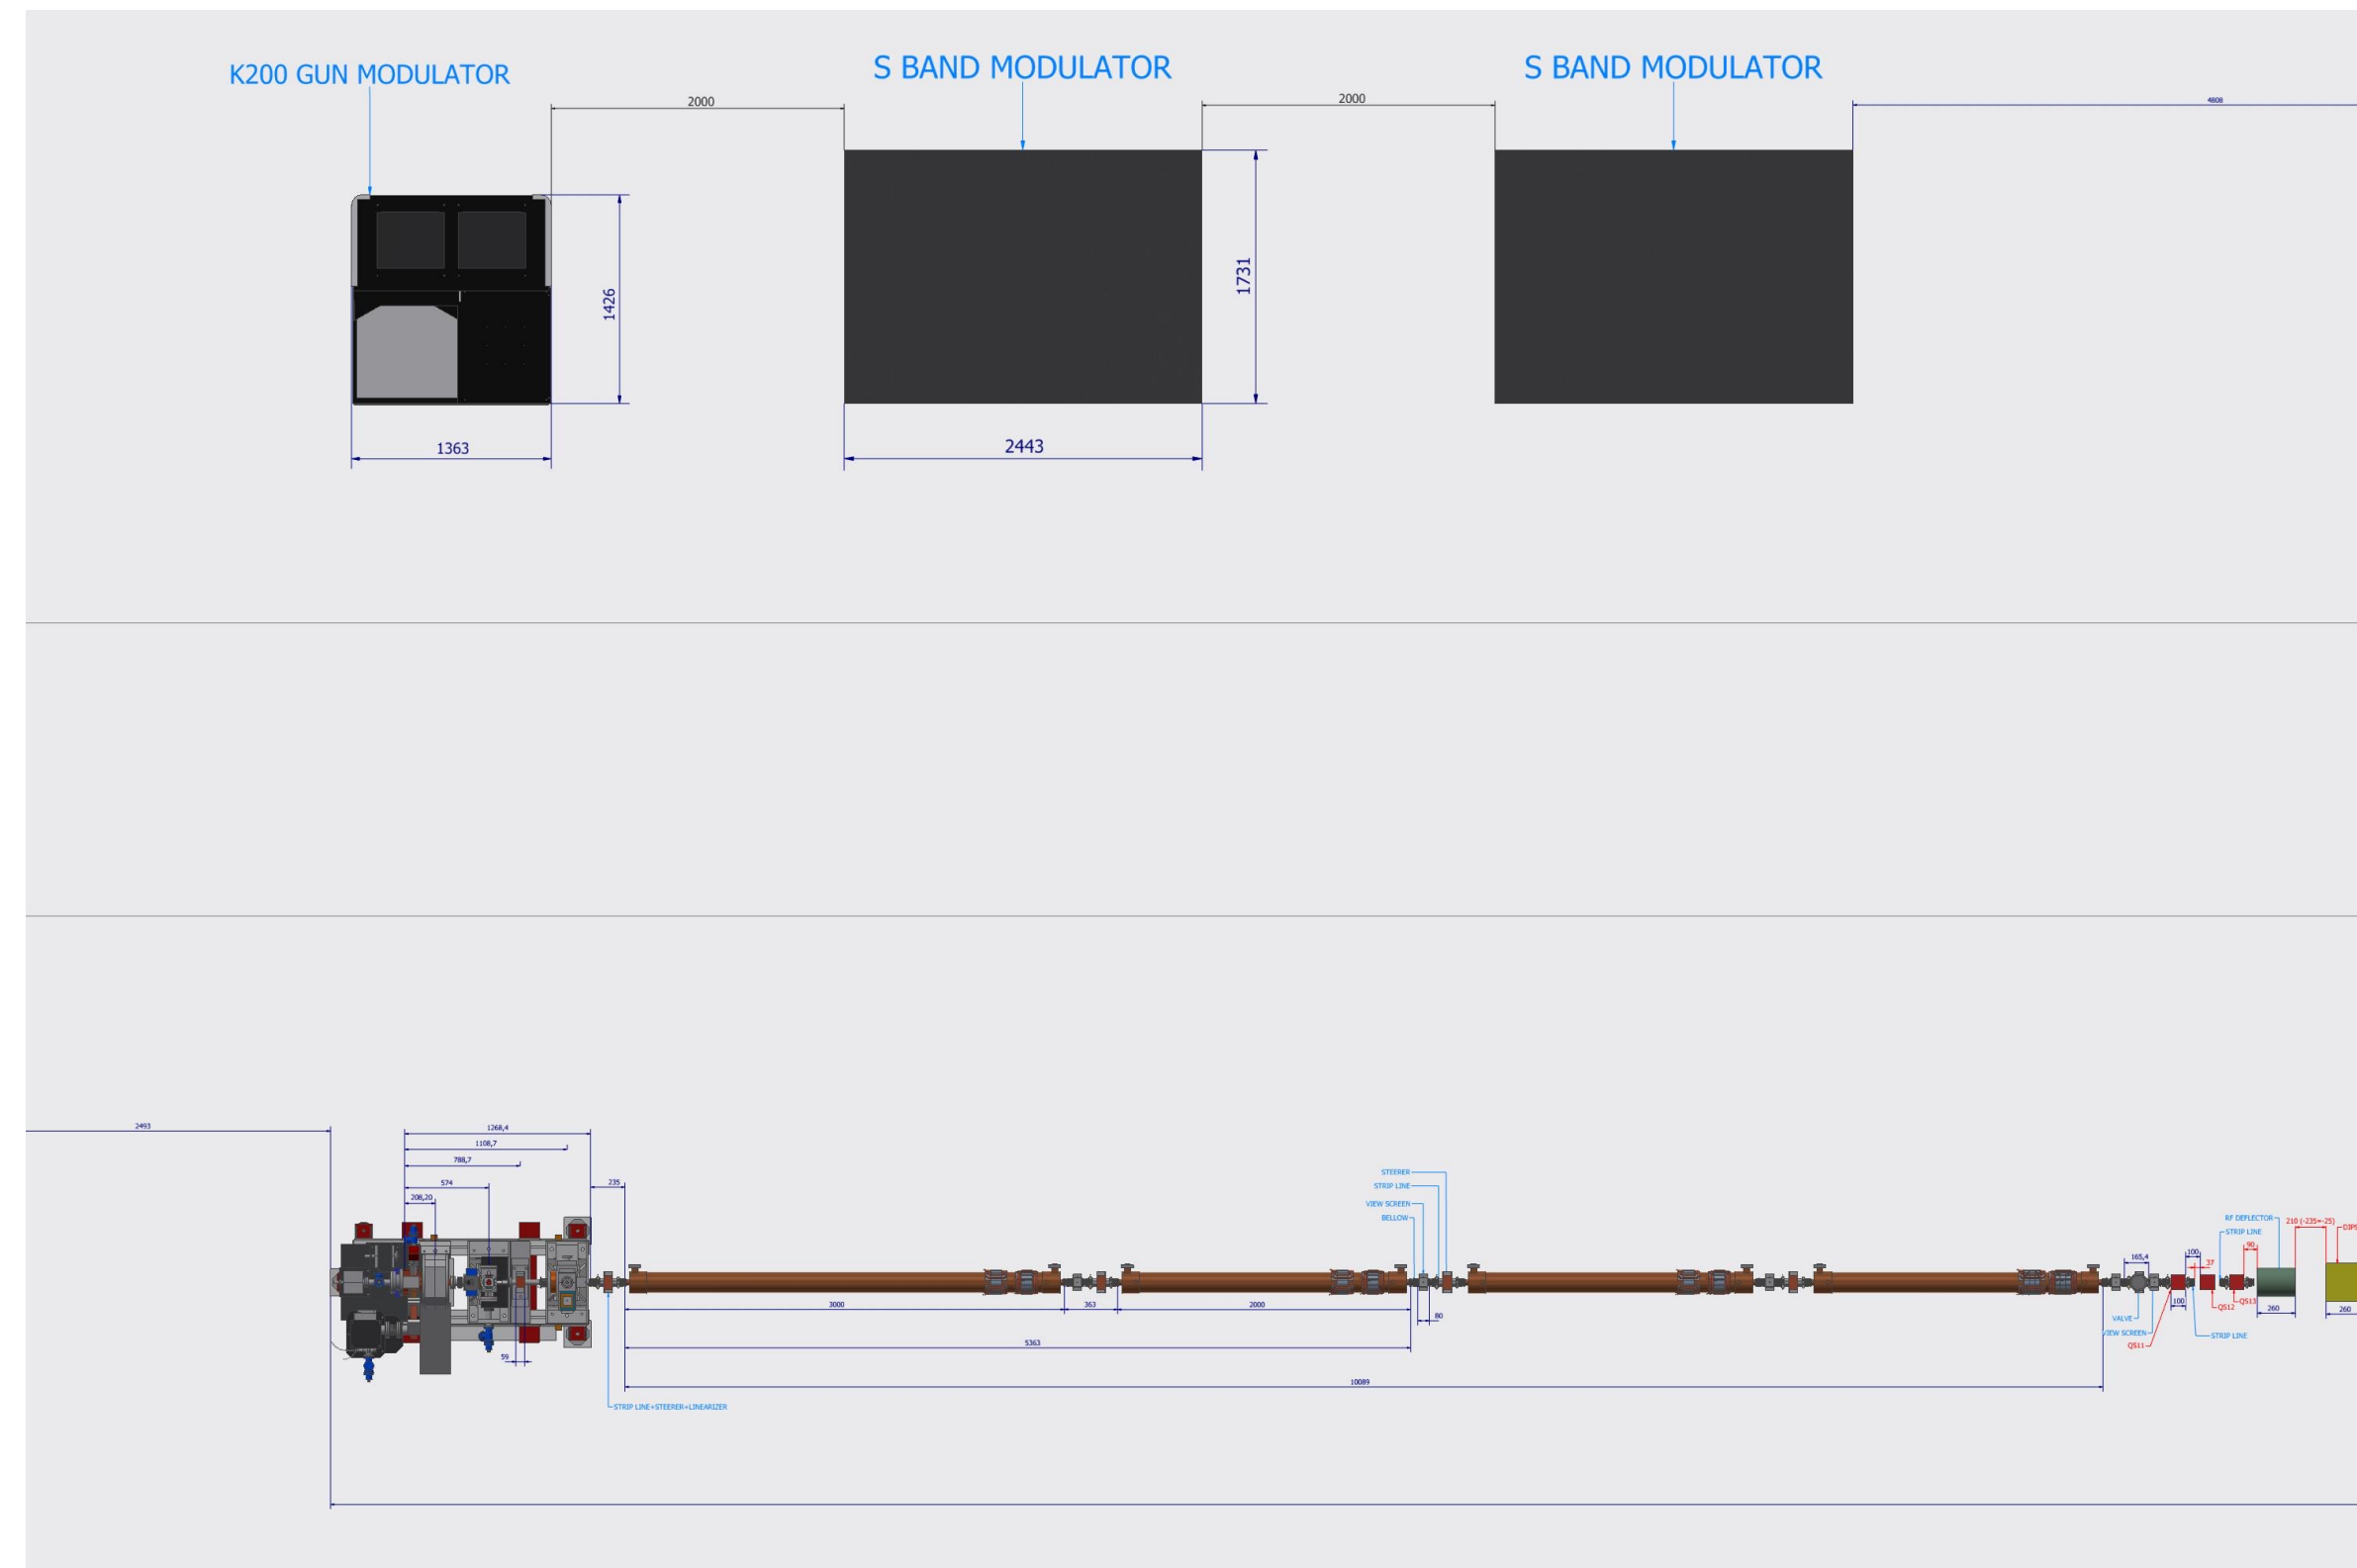 K200 GUN MODULATOR
S BAND MODULATOR
S BAND MODULATOR
2000
2000
4808
1426
1731
1363
2443
2493
1268,4
1108,7
788,7
574
208,20
235
STEERER
STRIP LINE
VIEW SCREEN
BELLOW
RF DEFLECTOR
STRIP LINE
210 (-235=-25)
90
165,4
100
37
3000
363
2000
80
100
QS12
QS13
260
260
VALVE
VIEW SCREEN
STRIP LINE
QS11
59
5363
10089
STRIP LINE+STEERER+LINEARIZER